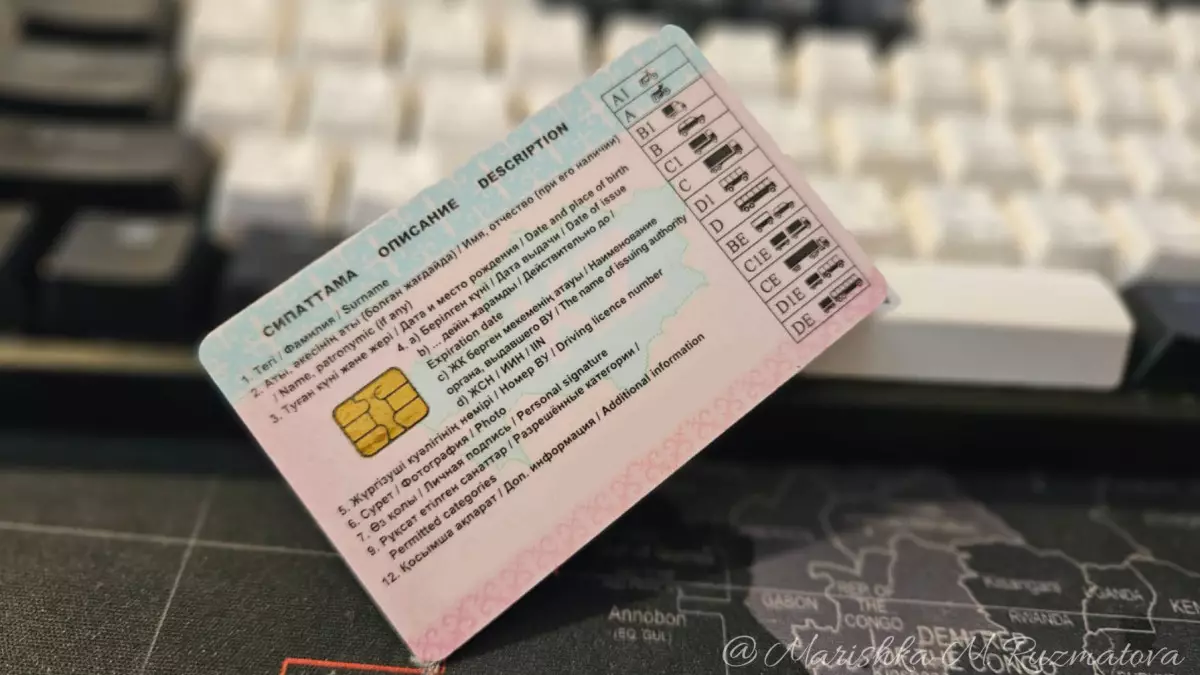 СИПАТТАМА ОПИСАНИЕ DESCRIPTION
1. Тегі / Фамилия / Surname
2. Аты, әкесінің аты (болған жағдайда) / Имя, отчество (при его наличии)
/ Name, patronymic (if any)
3. Туған күні және жері / Дата и место рождения / Date and place of birth
4. a) Берілген күні / Дата выдачи / Date of issue
b) ... дейін жарамды / Действительно до /
Expiration date
c) ЖК берген мекеменің атауы / Наименование
органа, выдавшего ВУ / The name of issuing authority
d) ЖСН / ИИН / IIN
5. Жүргізуші куәлігінің нөмірі / Номер ВУ / Driving licence number
6. Сурет / Фотография / Photo
7. Өз қолы / Личная подпись / Personal signature
9. Рұқсат етілген санаттар / Разрешённые категории /
Permitted categories
12. Қосымша ақпарат / Доп. информация / Additional information
A1
A
B1
B
C1
C
D1
D
BE
C1E
CE
D1E
DE
Annobon
(EQ. GUI.)
GABON
REP. OF
THE
CONGO
Kisangani
RWANDA
UGANDA
@ Marishka M Ruzmatova